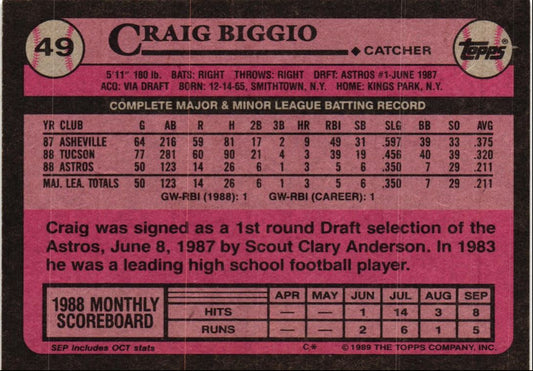 49 CRAIG BIGGIO
CATCHER
Topps
5'11" 180 lb. BATS: RIGHT THROWS: RIGHT DRFT: ASTROS #1-JUNE 1987
ACQ: VIA DRAFT BORN: 12-14-65, SMITHTOWN, N.Y. HOME: KINGS PARK, N.Y.
COMPLETE MAJOR & MINOR LEAGUE BATTING RECORD
YR CLUB G AB R H 2B 3B HR RBI SB SLG BB SO AVG
87 ASHEVILLE 64 216 59 81 17 2 9 49 31 .597 39 33 .375
88 TUCSON 77 281 60 90 21 4 3 39 19 .456 40 39 .320
88 ASTROS 50 123 14 26 6 1 3 5 6 .350 7 29 .211
MAJ. LEA. TOTALS 50 123 14 26 6 1 3 5 6 .350 7 29 .211
GW-RBI (1988): 1 GW-RBI (CAREER): 1
Craig was signed as a 1st round Draft selection of the
Astros, June 8, 1987 by Scout Clary Anderson. In 1983
he was a leading high school football player.
1988 MONTHLY
SCOREBOARD
APR MAY JUN JUL AUG SEP
HITS — — 1 14 3 8
RUNS — — 2 6 1 5
SEP includes OCT stats
C* © 1989 THE TOPPS COMPANY, INC.